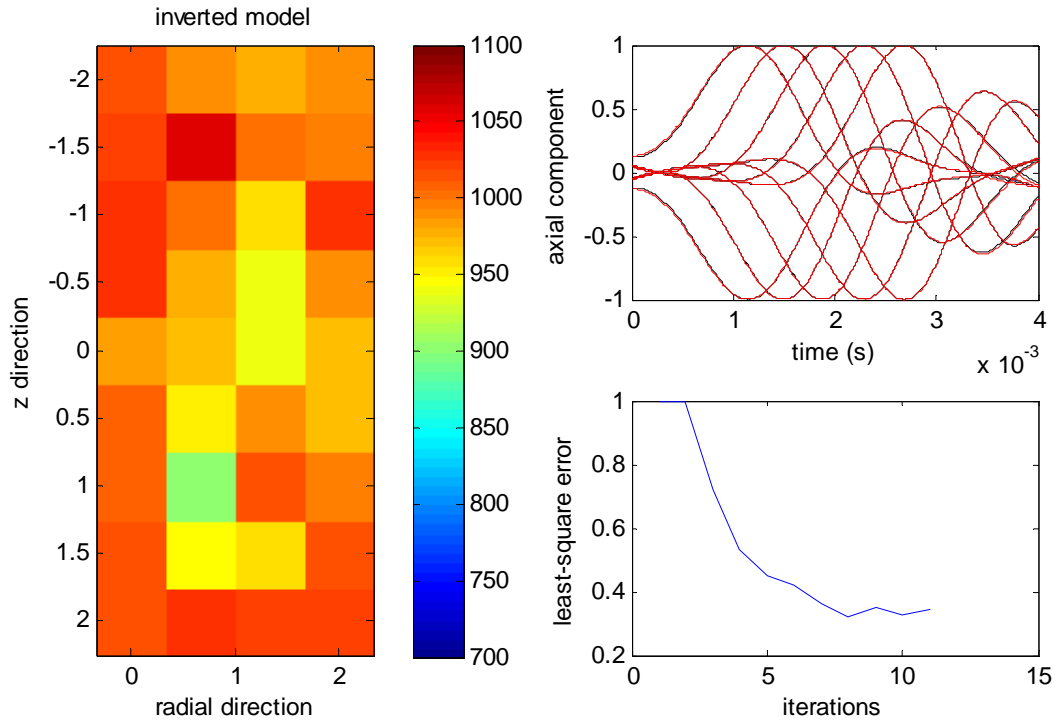 inverted model
-2
-1.5
-1
-0.5
0
0.5
1
1.5
2
z direction
0 1 2
radial direction
1100
1050
1000
950
900
850
800
750
700
1
0.5
0
-0.5
-1
axial component
0 1 2 3 4
time (s)
x 10-3
1
0.8
0.6
0.4
0.2
least-square error
0 5 10 15
iterations